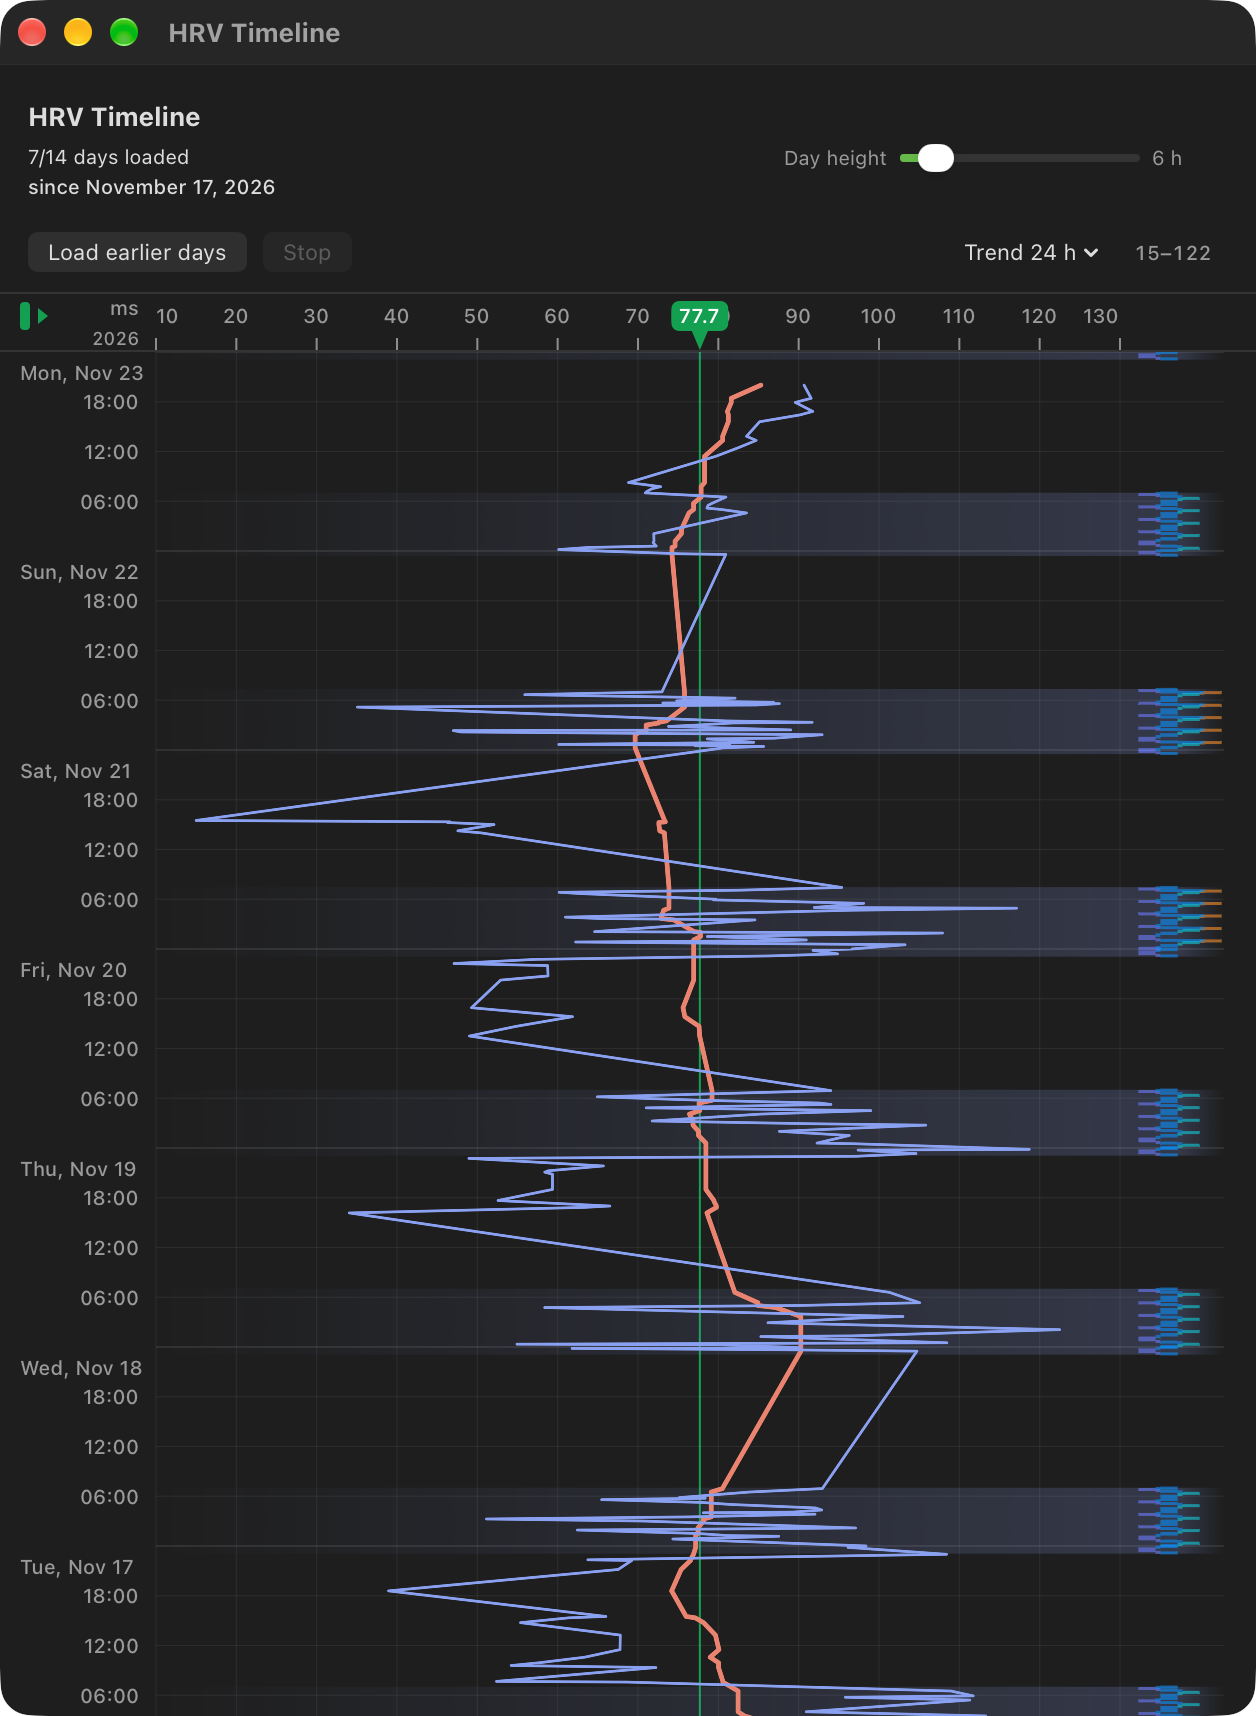 HRV Timeline
HRV Timeline
7/14 days loaded
since November 17, 2026
Day height 6 h
Load earlier days Stop Trend 24 h 15–122
ms 10 20 30 40 50 60 70 77.7 90 100 110 120 130
2026
Mon, Nov 23
18:00
12:00
06:00
Sun, Nov 22
18:00
12:00
06:00
Sat, Nov 21
18:00
12:00
06:00
Fri, Nov 20
18:00
12:00
06:00
Thu, Nov 19
18:00
12:00
06:00
Wed, Nov 18
18:00
12:00
06:00
Tue, Nov 17
18:00
12:00
06:00